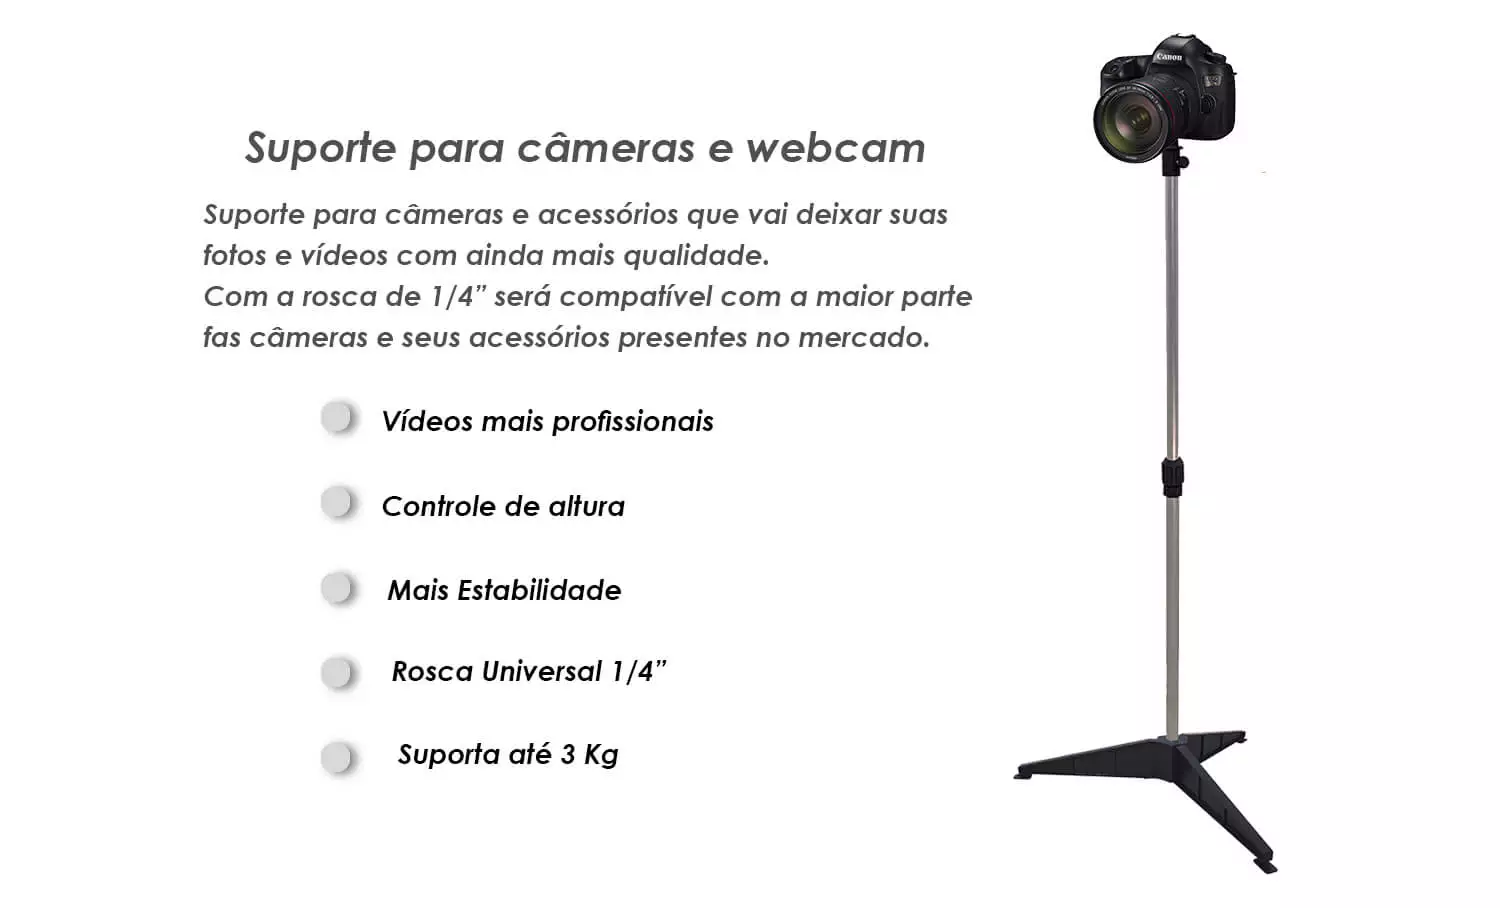 Canon
Suporte para câmeras e webcam
Suporte para câmeras e acessórios que vai deixar suas
fotos e vídeos com ainda mais qualidade.
Com a rosca de 1/4” será compatível com a maior parte
fas câmeras e seus acessórios presentes no mercado.
Vídeos mais profissionais
Controle de altura
Mais Estabilidade
Rosca Universal 1/4”
Suporta até 3 Kg